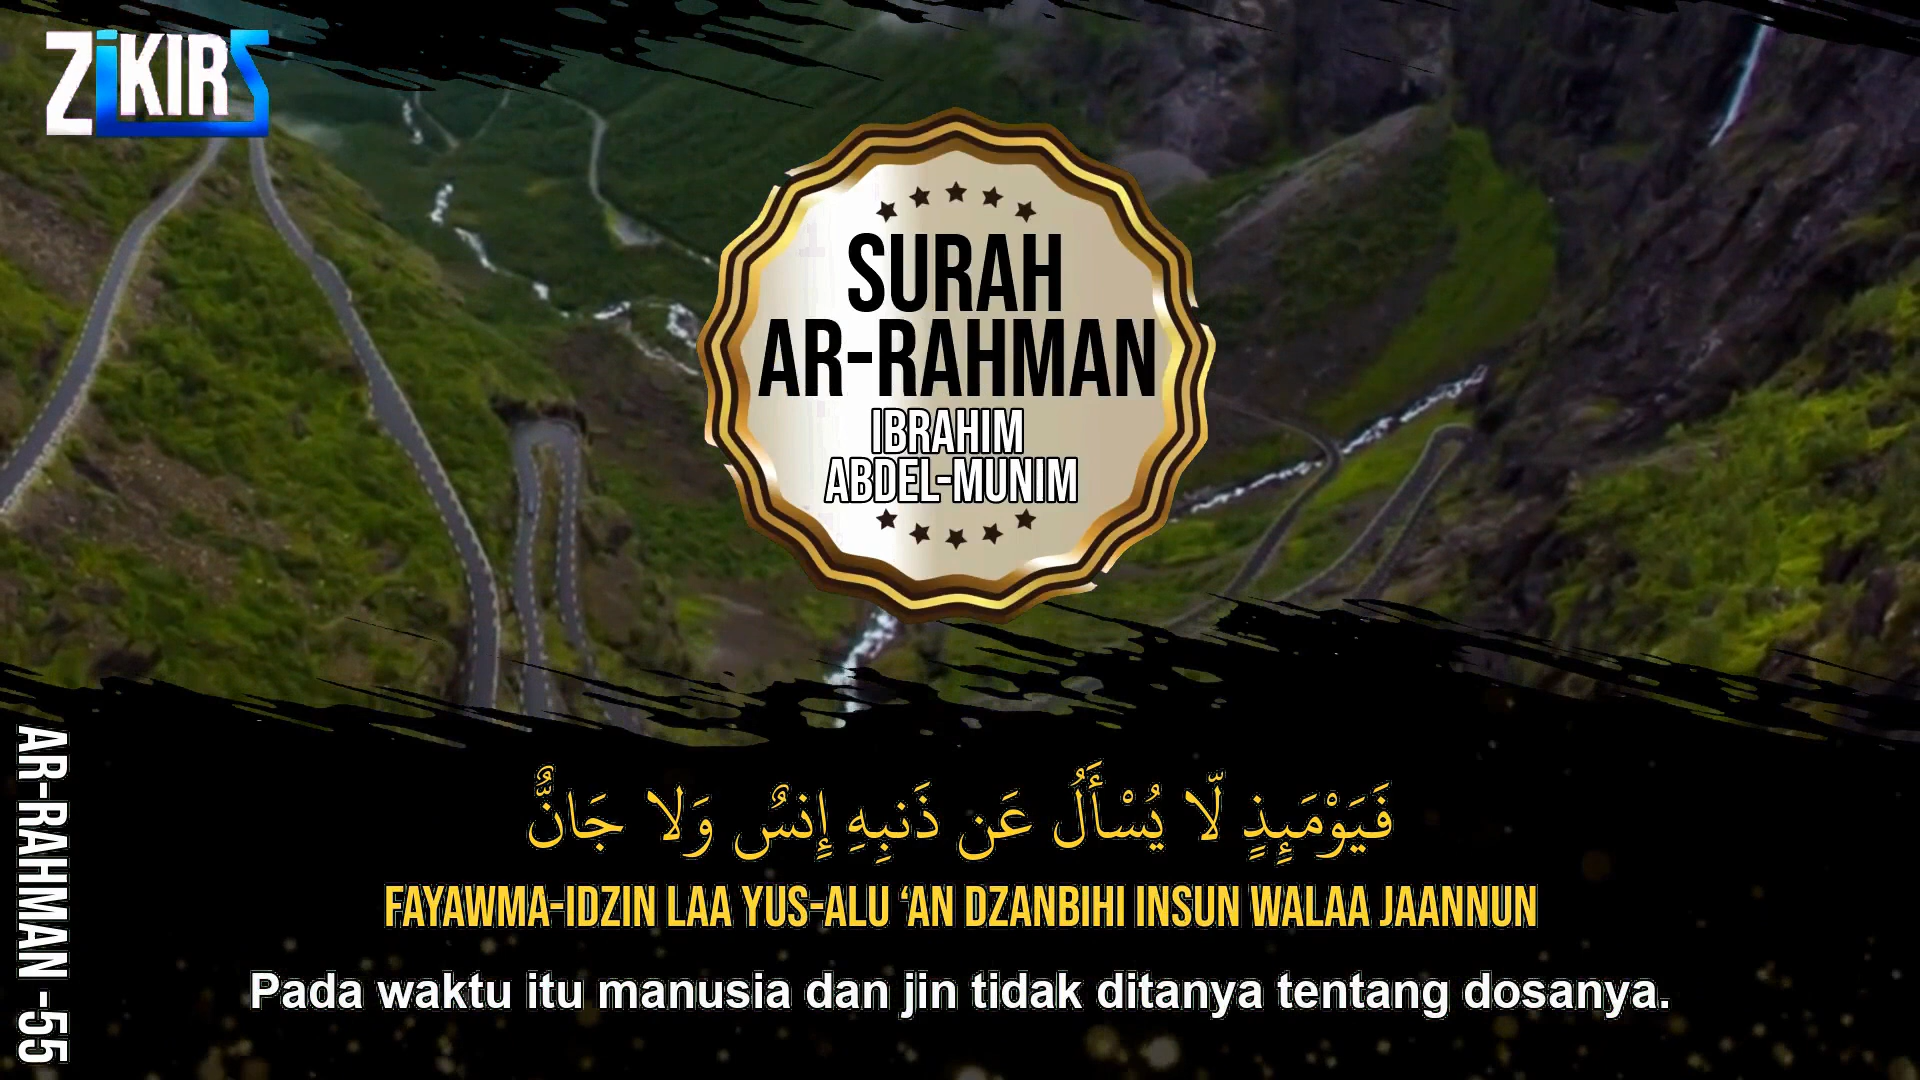 ZiKIRS
SURAH
AR-RAHMAN
IBRAHIM
ABDEL-MUNIM
AR-RAHMAN -55
فَيَوْمَئِذٍ لَّا يُسْأَلُ عَن ذَنبِهِ إِنسٌ وَلَا جَانٌّ
FAYAWMA-IDZIN LAA YUS-ALU ‘AN DZANBIHI INSUN WALAA JAANNUN
Pada waktu itu manusia dan jin tidak ditanya tentang dosanya.